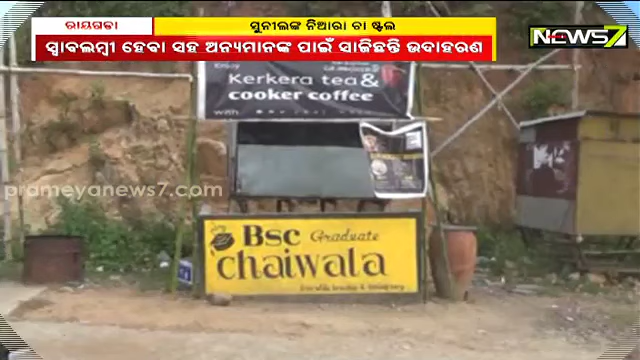 ରାୟଗଡା
ସୁନୀଲଙ୍କ ନିଆରା ଚା ଷ୍ଟଲ
NEWS7
ସ୍ୱାବଲମ୍ବୀ ହେବା ସହ ଅନ୍ୟମାନଙ୍କ ପାଇଁ ସାଜିଛନ୍ତି ଉଦାହରଣ
Kerkera tea &
cooker coffee
with
prameyanews7.com
BSc Graduate
chaiwala